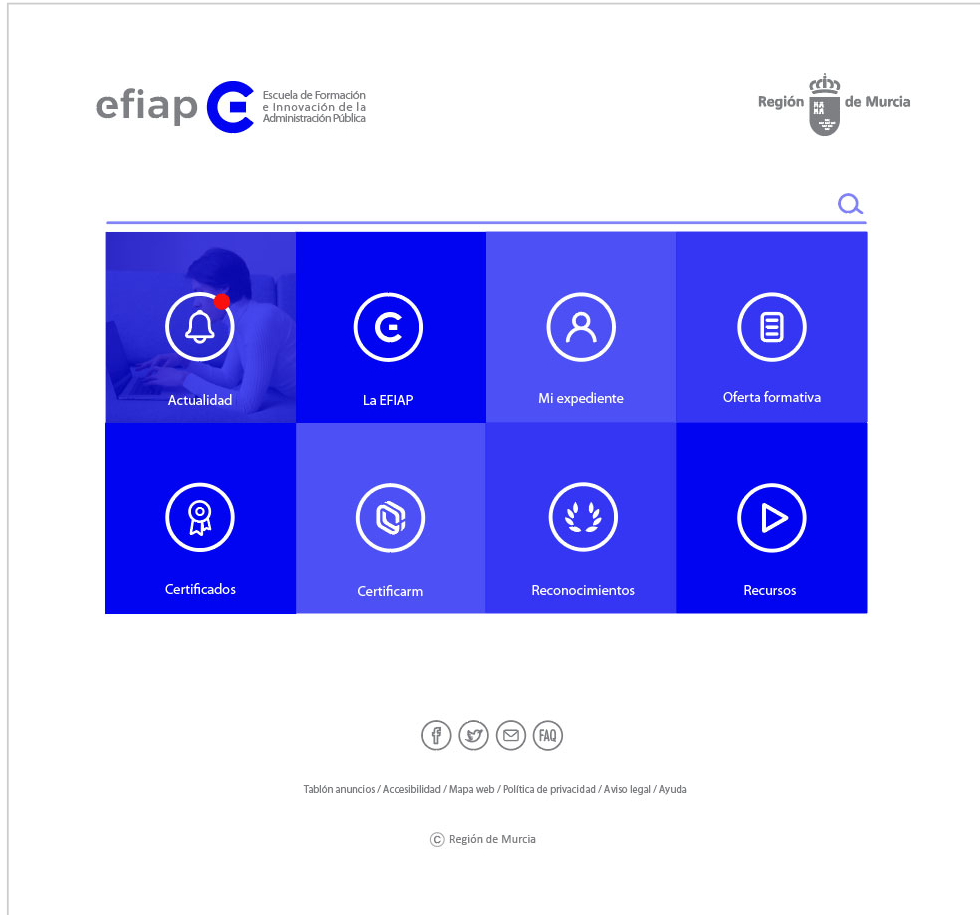 efiap
Escuela de Formación
e Innovación de la
Administración Pública
Región de Murcia
Actualidad
La EFIAP
Mi expediente
Oferta formativa
Certificados
Certificarm
Reconocimientos
Recursos
FAQ
Tablón anuncios / Accesibilidad / Mapa web / Política de privacidad / Aviso legal / Ayuda
© Región de Murcia